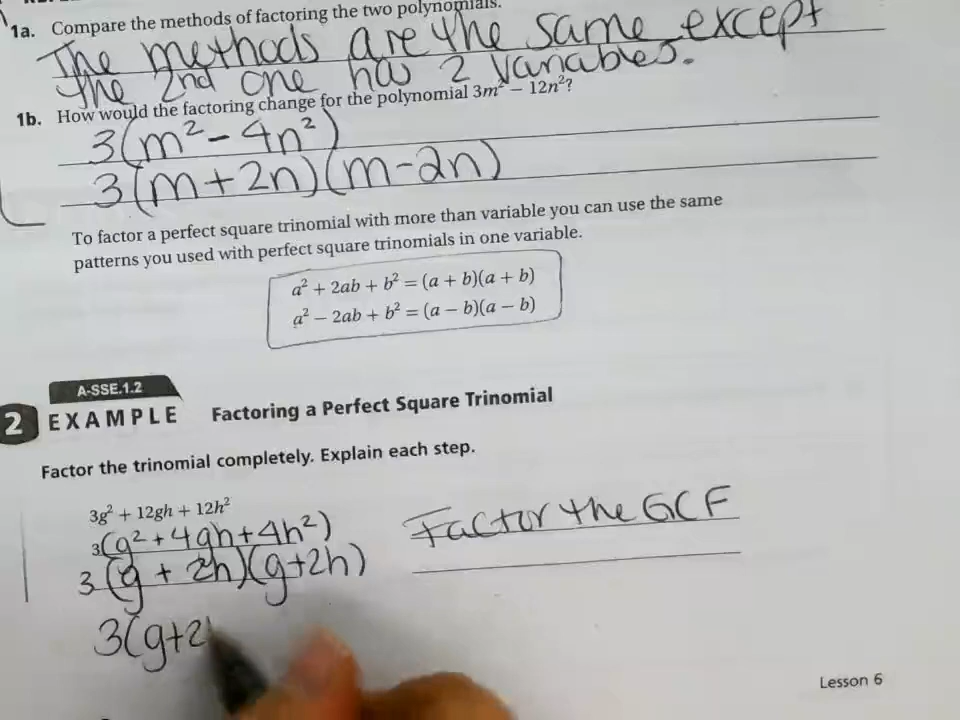 1a. Compare the methods of factoring the two polynomials.
The methods are the same except
the 2nd one has 2 variables.
1b. How would the factoring change for the polynomial 3m² − 12n²?
3(m² − 4n²)
3(m+2n)(m−2n)
To factor a perfect square trinomial with more than variable you can use the same
patterns you used with perfect square trinomials in one variable.
a² + 2ab + b² = (a + b)(a + b)
a² − 2ab + b² = (a − b)(a − b)
A-SSE.1.2
2 EXAMPLE Factoring a Perfect Square Trinomial
Factor the trinomial completely. Explain each step.
3g² + 12gh + 12h²
3(g² + 4gh + 4h²) Factor the GCF
3(g + 2h)(g+2h)
3(g+2
Lesson 6